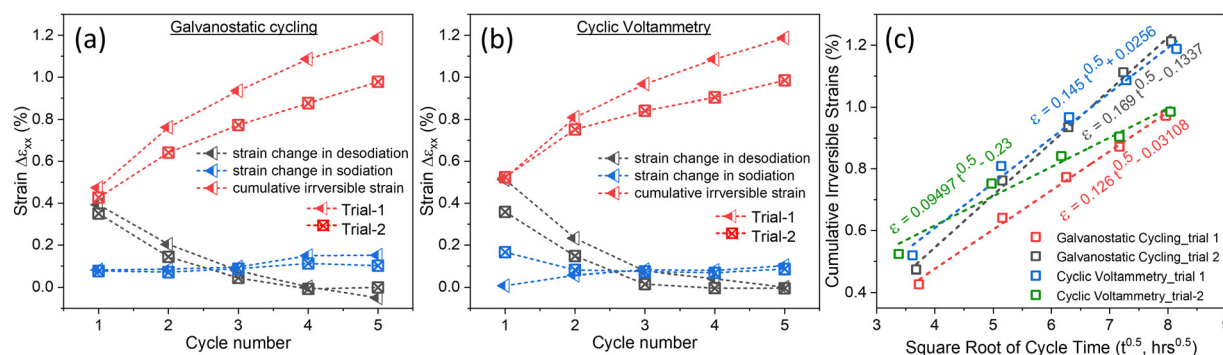 (a)
Galvanostatic cycling
Strain Δεxx (%)
1.2
1.0
0.8
0.6
0.4
0.2
0.0
strain change in desodiation
strain change in sodiation
cumulative irrversible strain
Trial-1
Trial-2
1 2 3 4 5
Cycle number
(b)
Cyclic Voltammetry
Strain Δεxx (%)
1.2
1.0
0.8
0.6
0.4
0.2
0.0
strain change in desodiation
strain change in sodiation
cumulative irrversible strain
Trial-1
Trial-2
1 2 3 4 5
Cycle number
(c)
Cumulative Irreversible Strains (%)
1.2
1.0
0.8
0.6
0.4
ε = 0.145 t^0.5 + 0.0256
ε = 0.169 t^0.5 - 0.1337
ε = 0.09497 t^0.5 - 0.23
ε = 0.126 t^0.5 - 0.03108
Galvanostatic Cycling_trial 1
Galvanostatic Cycling_trial 2
Cyclic Voltammetry_trial 1
Cyclic Voltammetry_trial-2
3 4 5 6 7 8 9
Square Root of Cycle Time (t^0.5, hrs^0.5)